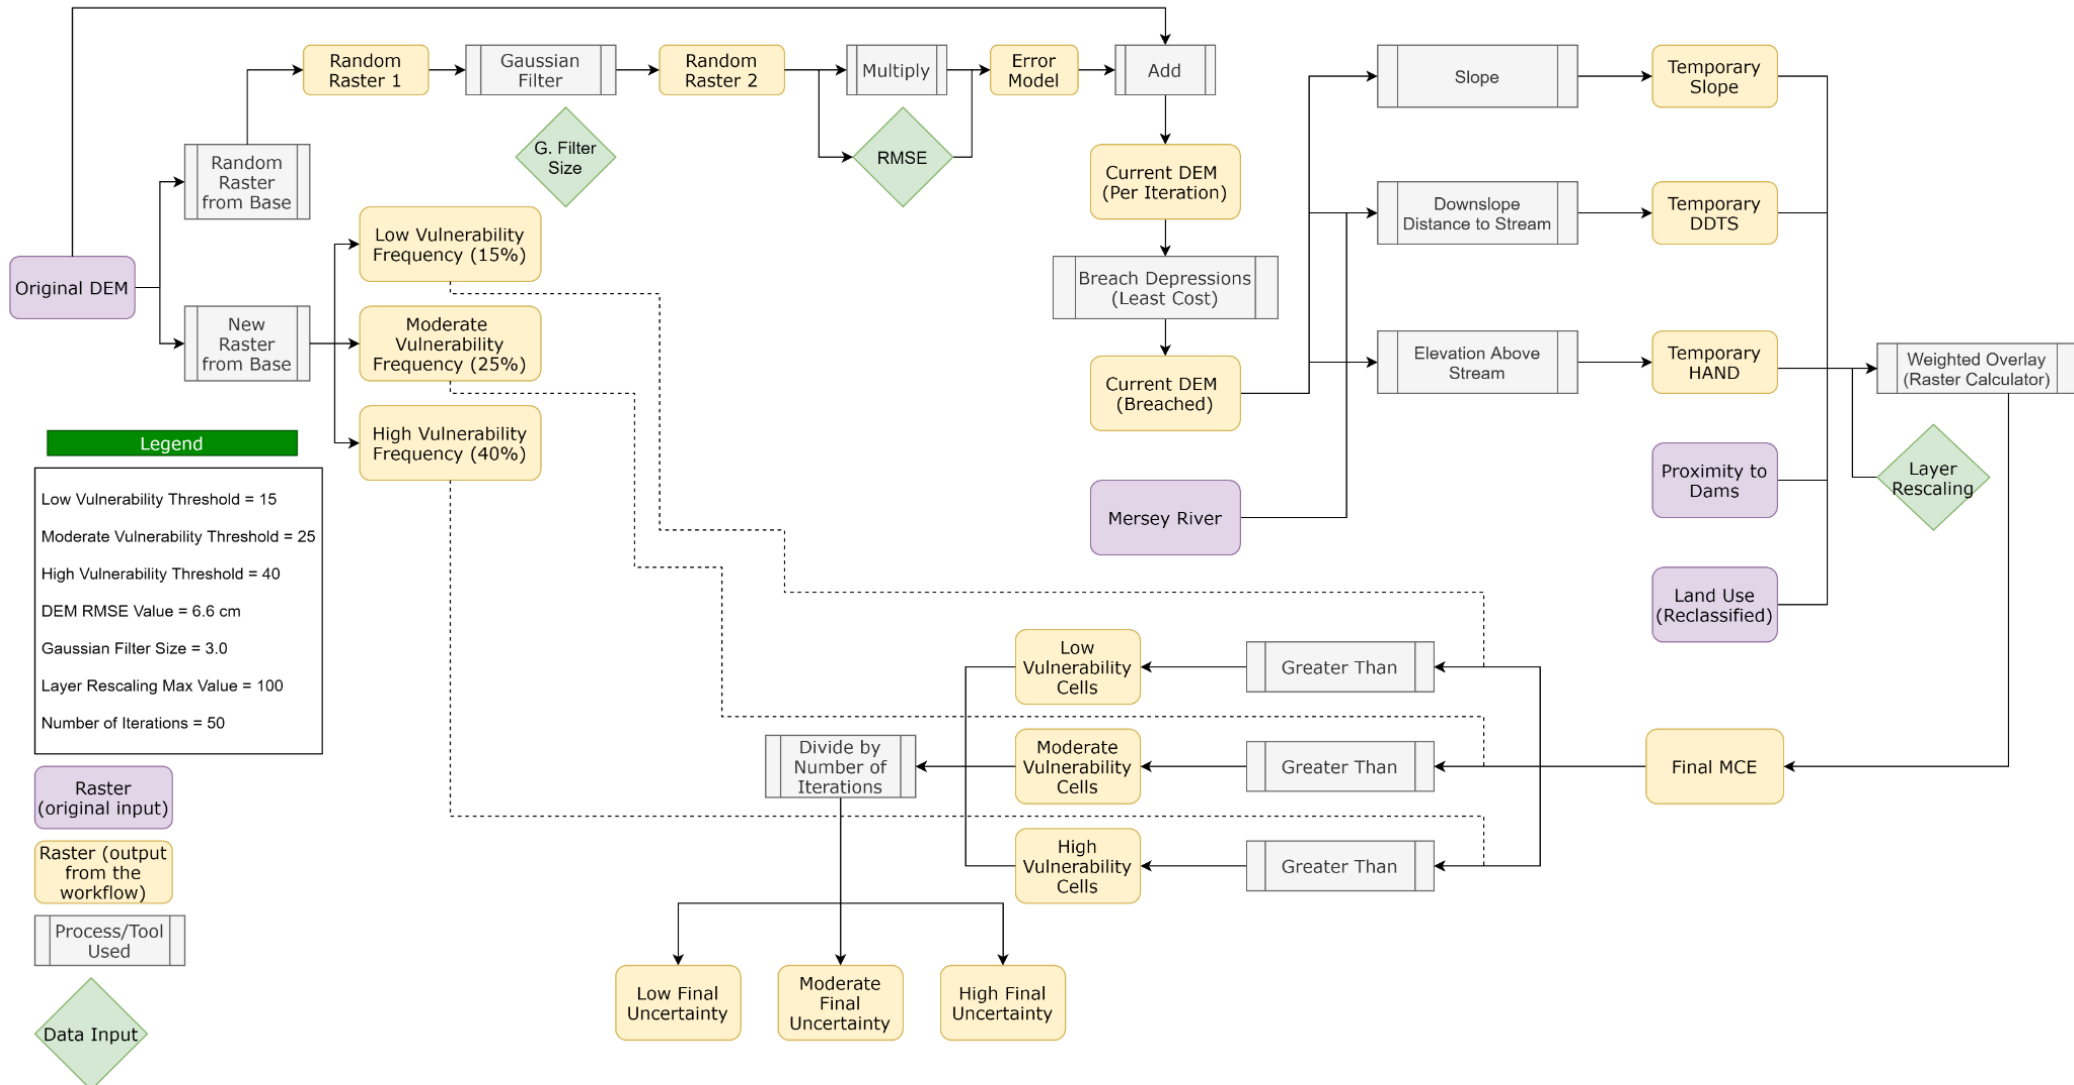 Random
Raster 1
Gaussian
Filter
Random
Raster 2
Multiply
Error
Model
Add
Slope
Temporary
Slope
G. Filter
Size
RMSE
Random
Raster
from Base
Current DEM
(Per Iteration)
Downslope
Distance to Stream
Temporary
DDTS
Low Vulnerability
Frequency (15%)
Original DEM
Breach Depressions
(Least Cost)
New
Raster
from Base
Moderate
Vulnerability
Frequency (25%)
Elevation Above
Stream
Temporary
HAND
Weighted Overlay
(Raster Calculator)
Current DEM
(Breached)
High Vulnerability
Frequency (40%)
Legend
Proximity to
Dams
Layer
Rescaling
Mersey River
Low Vulnerability Threshold = 15
Moderate Vulnerability Threshold = 25
High Vulnerability Threshold = 40
DEM RMSE Value = 6.6 cm
Gaussian Filter Size = 3.0
Layer Rescaling Max Value = 100
Number of Iterations = 50
Land Use
(Reclassified)
Low
Vulnerability
Cells
Greater Than
Divide by
Number of
Iterations
Moderate
Vulnerability
Cells
Greater Than
Final MCE
High
Vulnerability
Cells
Greater Than
Raster
(original input)
Raster (output
from the
workflow)
Process/Tool
Used
Data Input
Low Final
Uncertainty
Moderate
Final
Uncertainty
High Final
Uncertainty